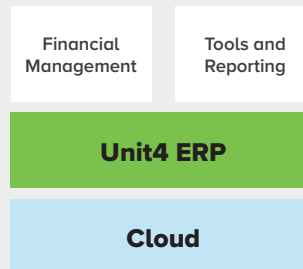 Financial
Management
Tools and
Reporting
Unit4 ERP
Cloud